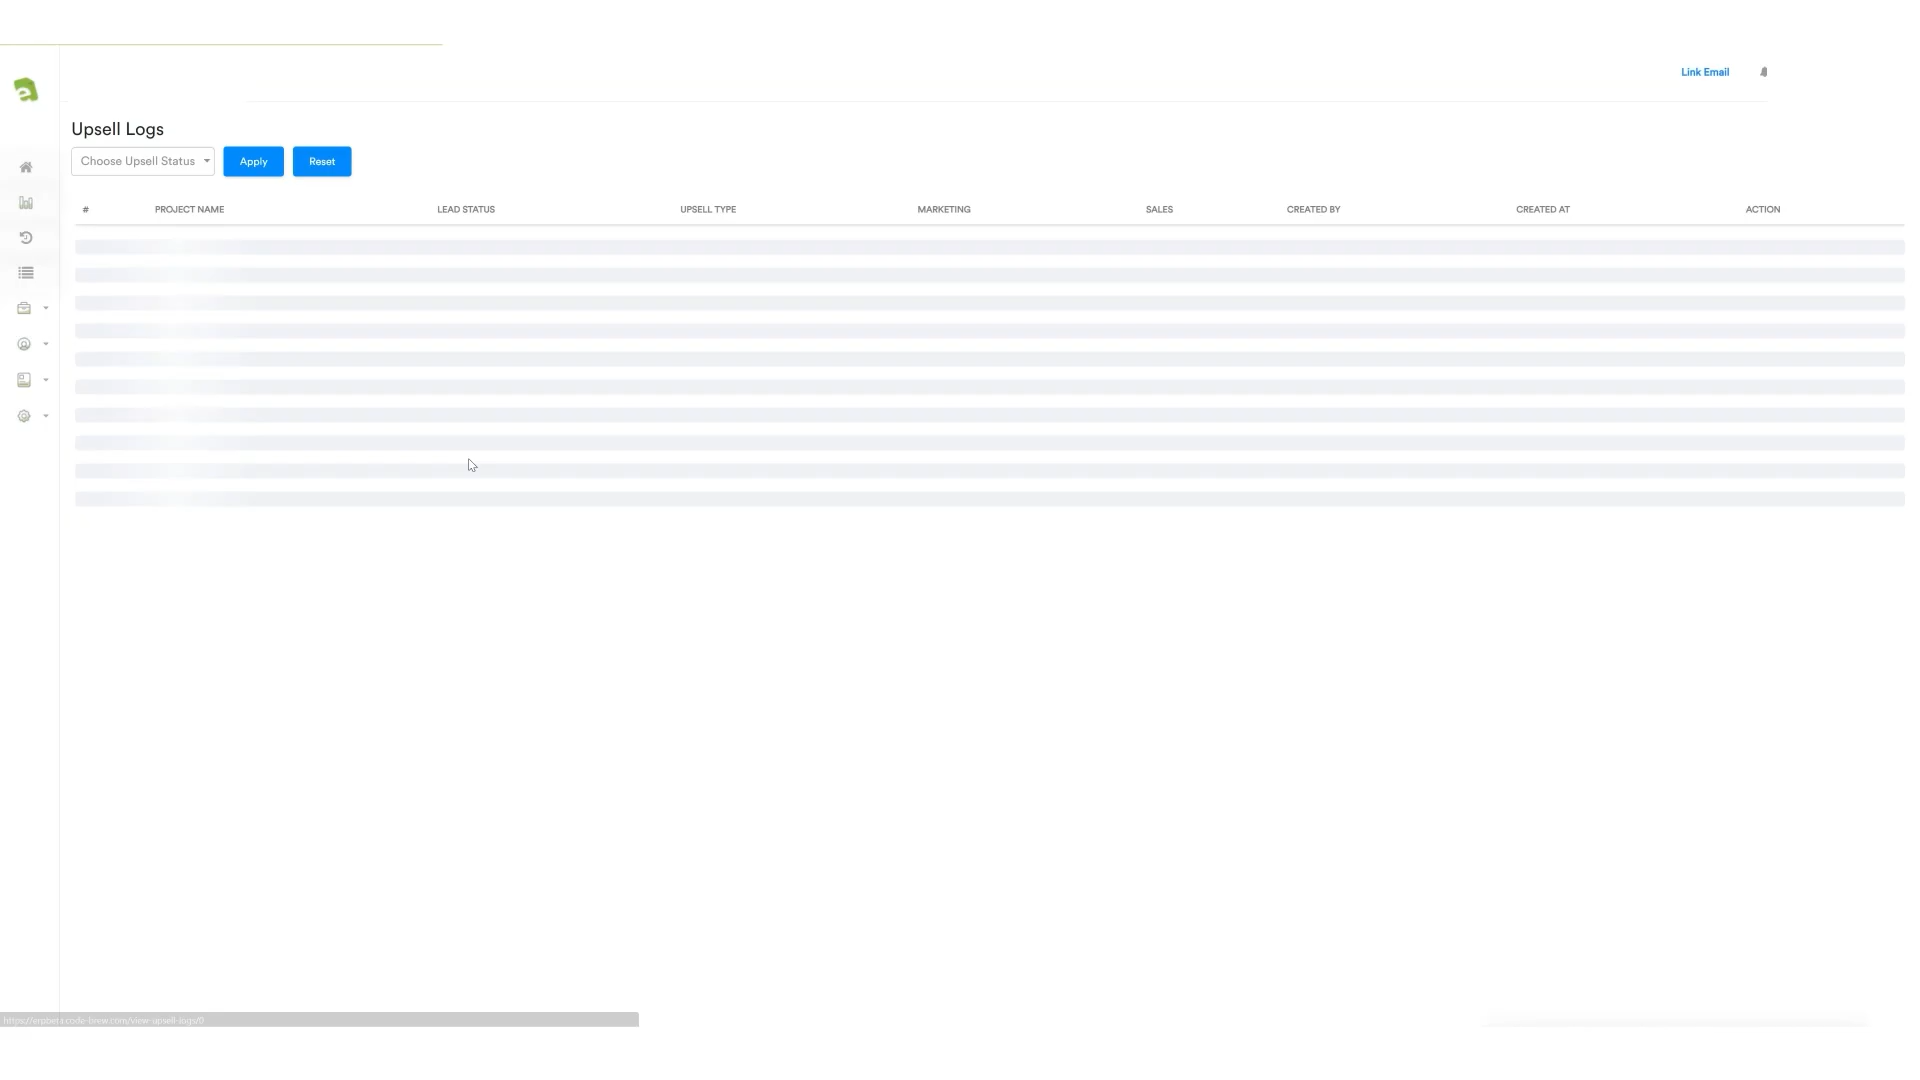 Link Email
Upsell Logs
Choose Upsell Status
Apply
Reset
# PROJECT NAME LEAD STATUS UPSELL TYPE MARKETING SALES CREATED BY CREATED AT ACTION